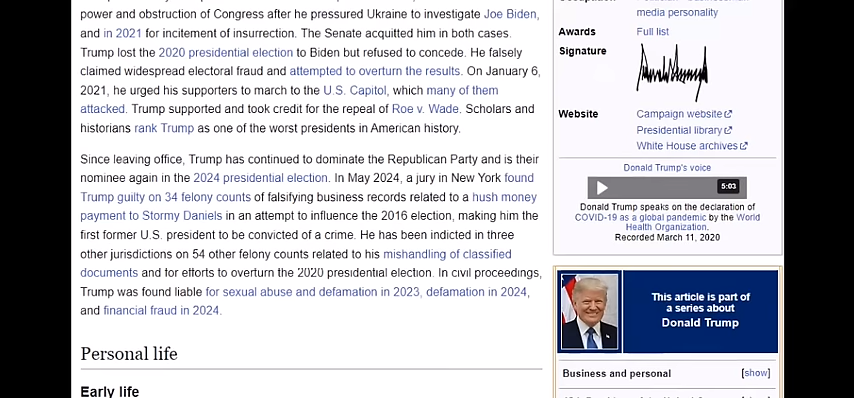 power and obstruction of Congress after he pressured Ukraine to investigate Joe Biden,
and in 2021 for incitement of insurrection. The Senate acquitted him in both cases.
Trump lost the 2020 presidential election to Biden but refused to concede. He falsely
claimed widespread electoral fraud and attempted to overturn the results. On January 6,
2021, he urged his supporters to march to the U.S. Capitol, which many of them
attacked. Trump supported and took credit for the repeal of Roe v. Wade. Scholars and
historians rank Trump as one of the worst presidents in American history.
Since leaving office, Trump has continued to dominate the Republican Party and is their
nominee again in the 2024 presidential election. In May 2024, a jury in New York found
Trump guilty on 34 felony counts of falsifying business records related to a hush money
payment to Stormy Daniels in an attempt to influence the 2016 election, making him the
first former U.S. president to be convicted of a crime. He has been indicted in three
other jurisdictions on 54 other felony counts related to his mishandling of classified
documents and for efforts to overturn the 2020 presidential election. In civil proceedings,
Trump was found liable for sexual abuse and defamation in 2023, defamation in 2024,
and financial fraud in 2024.
Personal life
Early life
media personality
Awards Full list
Signature
Website Campaign website
Presidential library
White House archives
Donald Trump's voice
5:03
Donald Trump speaks on the declaration of
COVID-19 as a global pandemic by the World
Health Organization.
Recorded March 11, 2020
This article is part of
a series about
Donald Trump
Business and personal [show]